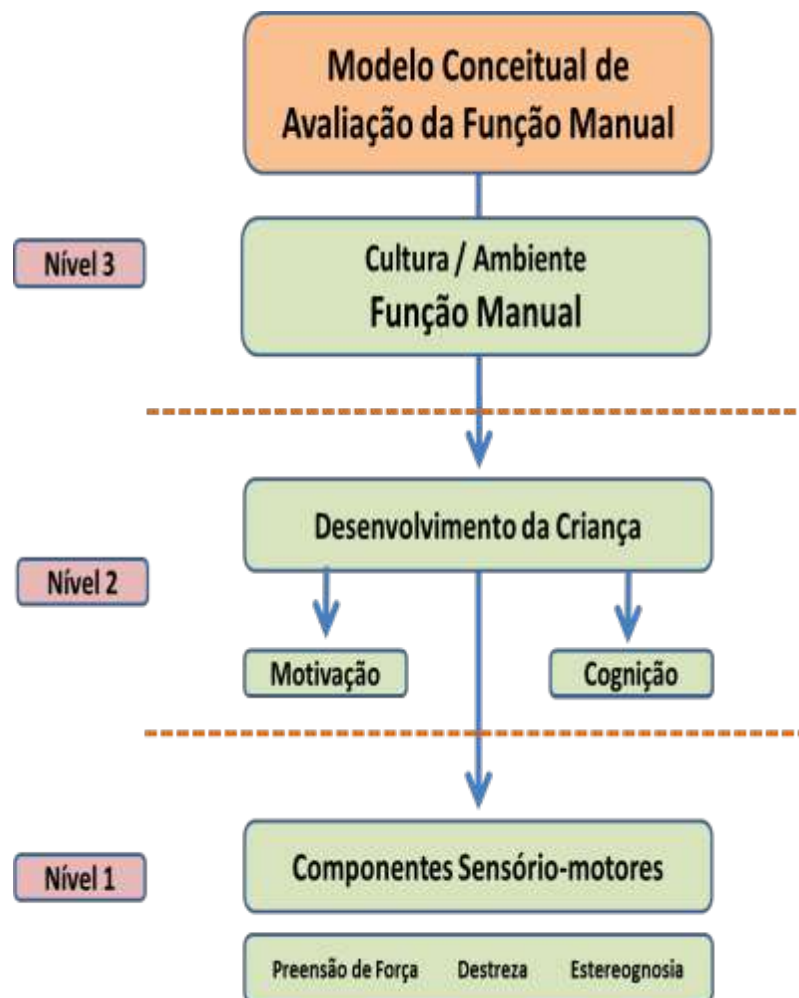 Modelo Conceitual de
Avaliação da Função Manual
Nível 3
Cultura / Ambiente
Função Manual
Desenvolvimento da Criança
Nível 2
Motivação
Cognição
Nível 1
Componentes Sensório-motores
Preensão de Força Destreza Estereognosia